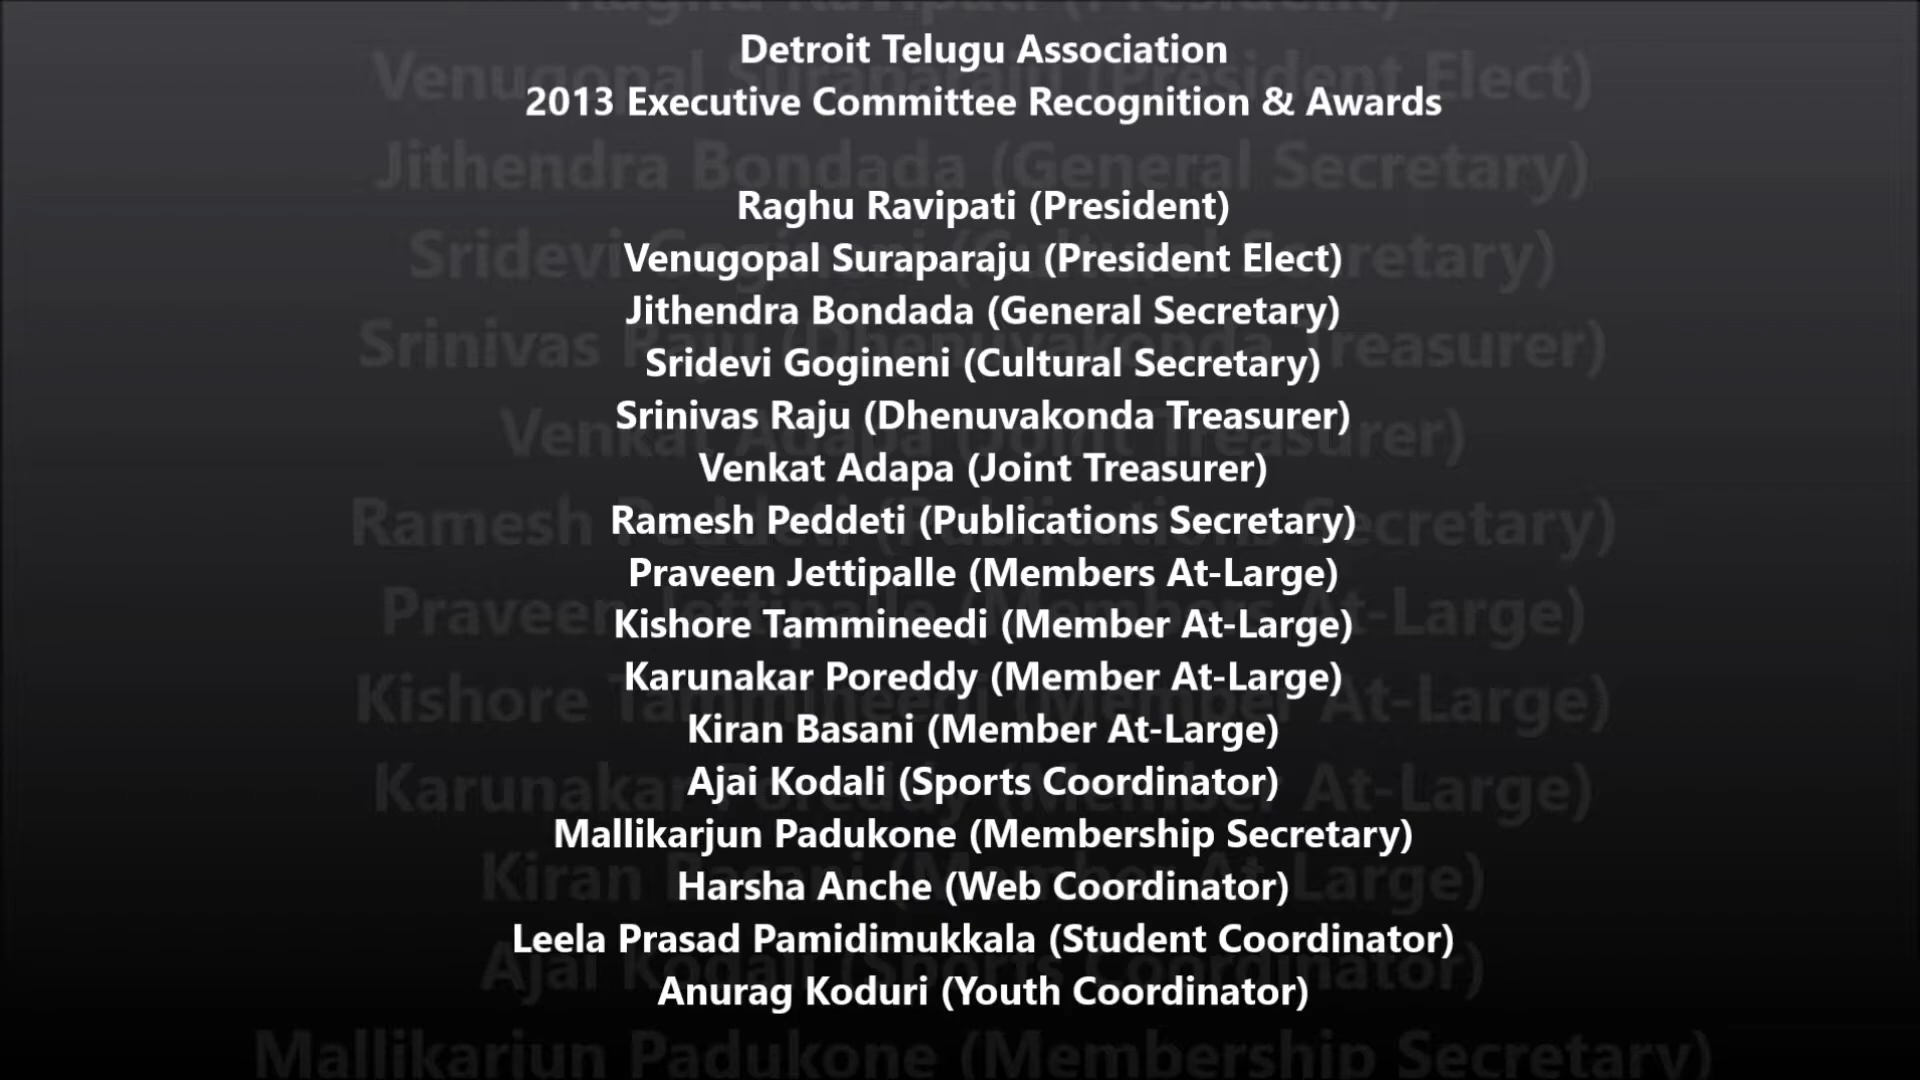 Detroit Telugu Association
2013 Executive Committee Recognition & Awards
Raghu Ravipati (President)
Venugopal Suraparaju (President Elect)
Jithendra Bondada (General Secretary)
Sridevi Gogineni (Cultural Secretary)
Srinivas Raju (Dhenuvakonda Treasurer)
Venkat Adapa (Joint Treasurer)
Ramesh Peddeti (Publications Secretary)
Praveen Jettipalle (Members At-Large)
Kishore Tammineedi (Member At-Large)
Karunakar Poreddy (Member At-Large)
Kiran Basani (Member At-Large)
Ajai Kodali (Sports Coordinator)
Mallikarjun Padukone (Membership Secretary)
Harsha Anche (Web Coordinator)
Leela Prasad Pamidimukkala (Student Coordinator)
Anurag Koduri (Youth Coordinator)